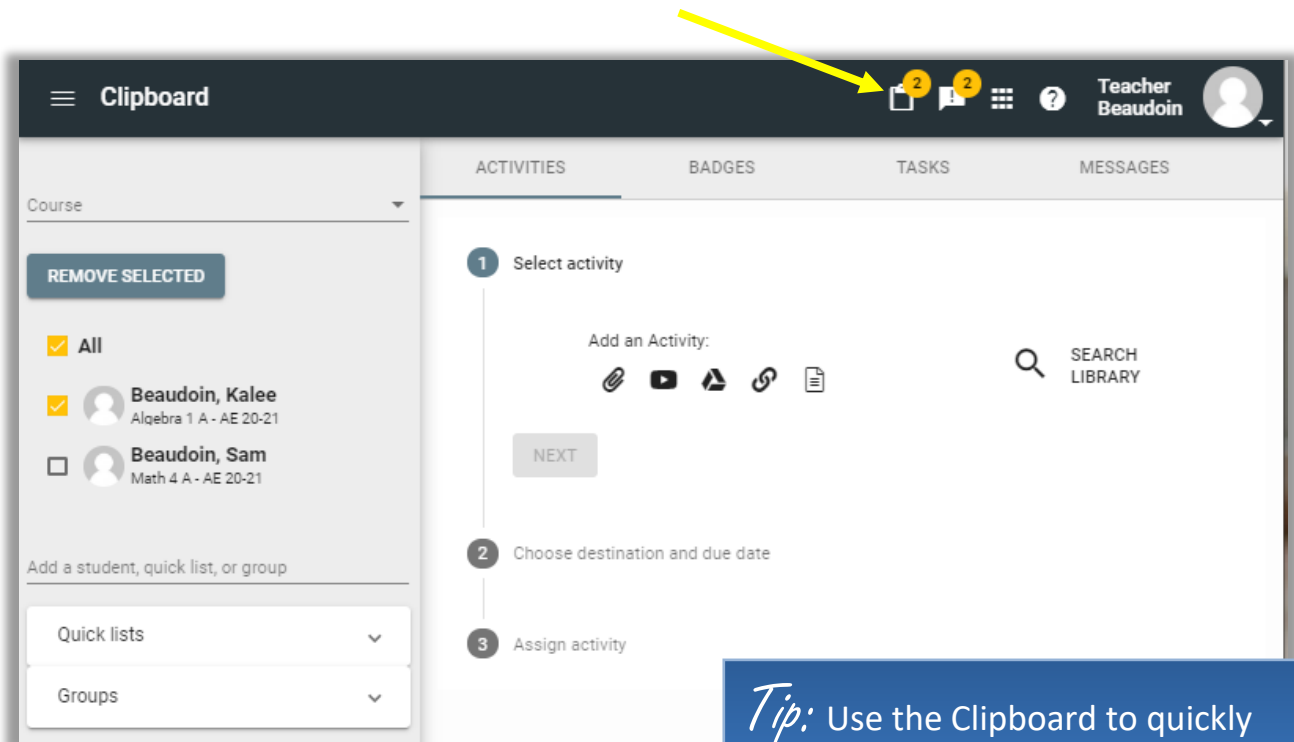 Clipboard
2
2
?
Teacher
Beaudoin
Course
REMOVE SELECTED
All
Beaudoin, Kalee
Algebra 1 A - AE 20-21
Beaudoin, Sam
Math 4 A - AE 20-21
Add a student, quick list, or group
Quick lists
Groups
ACTIVITIES BADGES TASKS MESSAGES
1 Select activity
Add an Activity:
SEARCH
LIBRARY
NEXT
2 Choose destination and due date
3 Assign activity
Tip: Use the Clipboard to quickly